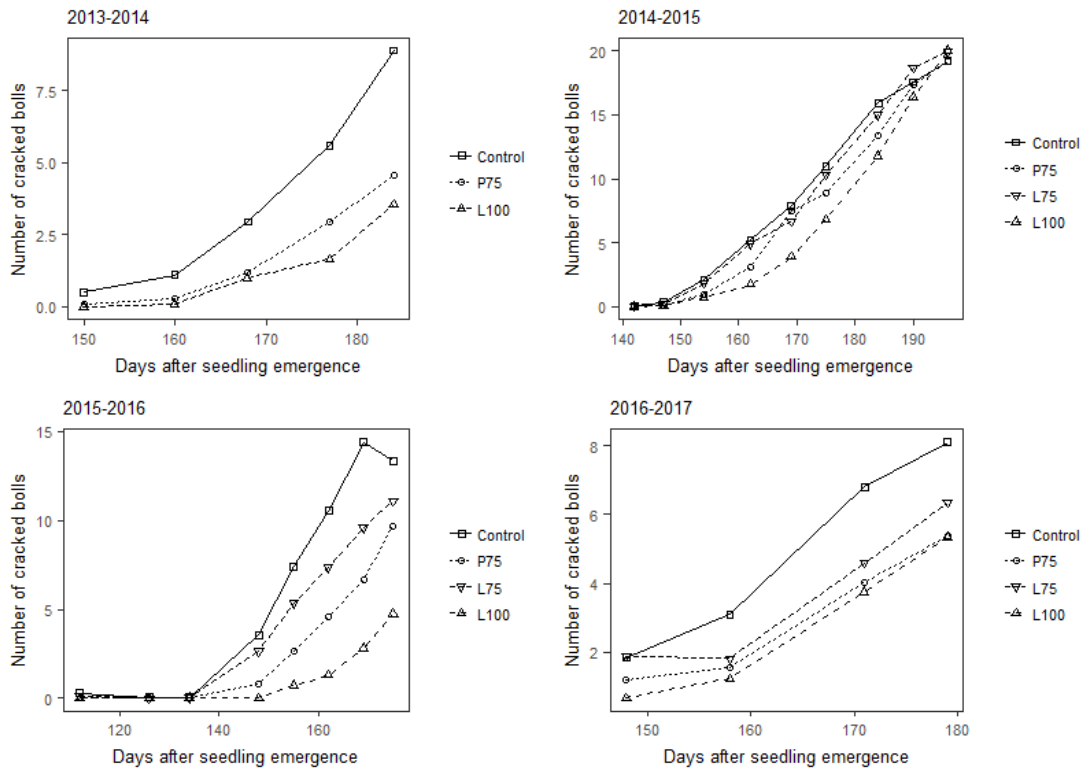 2013-2014
Number of cracked bolls
7.5
5.0
2.5
0.0
150
160
170
180
Days after seedling emergence
Control
P75
L100
2014-2015
Number of cracked bolls
20
15
10
5
0
140
150
160
170
180
190
Days after seedling emergence
Control
P75
L75
L100
2015-2016
Number of cracked bolls
15
10
5
0
120
140
160
Days after seedling emergence
Control
P75
L75
L100
2016-2017
Number of cracked bolls
8
6
4
2
150
160
170
180
Days after seedling emergence
Control
P75
L75
L100